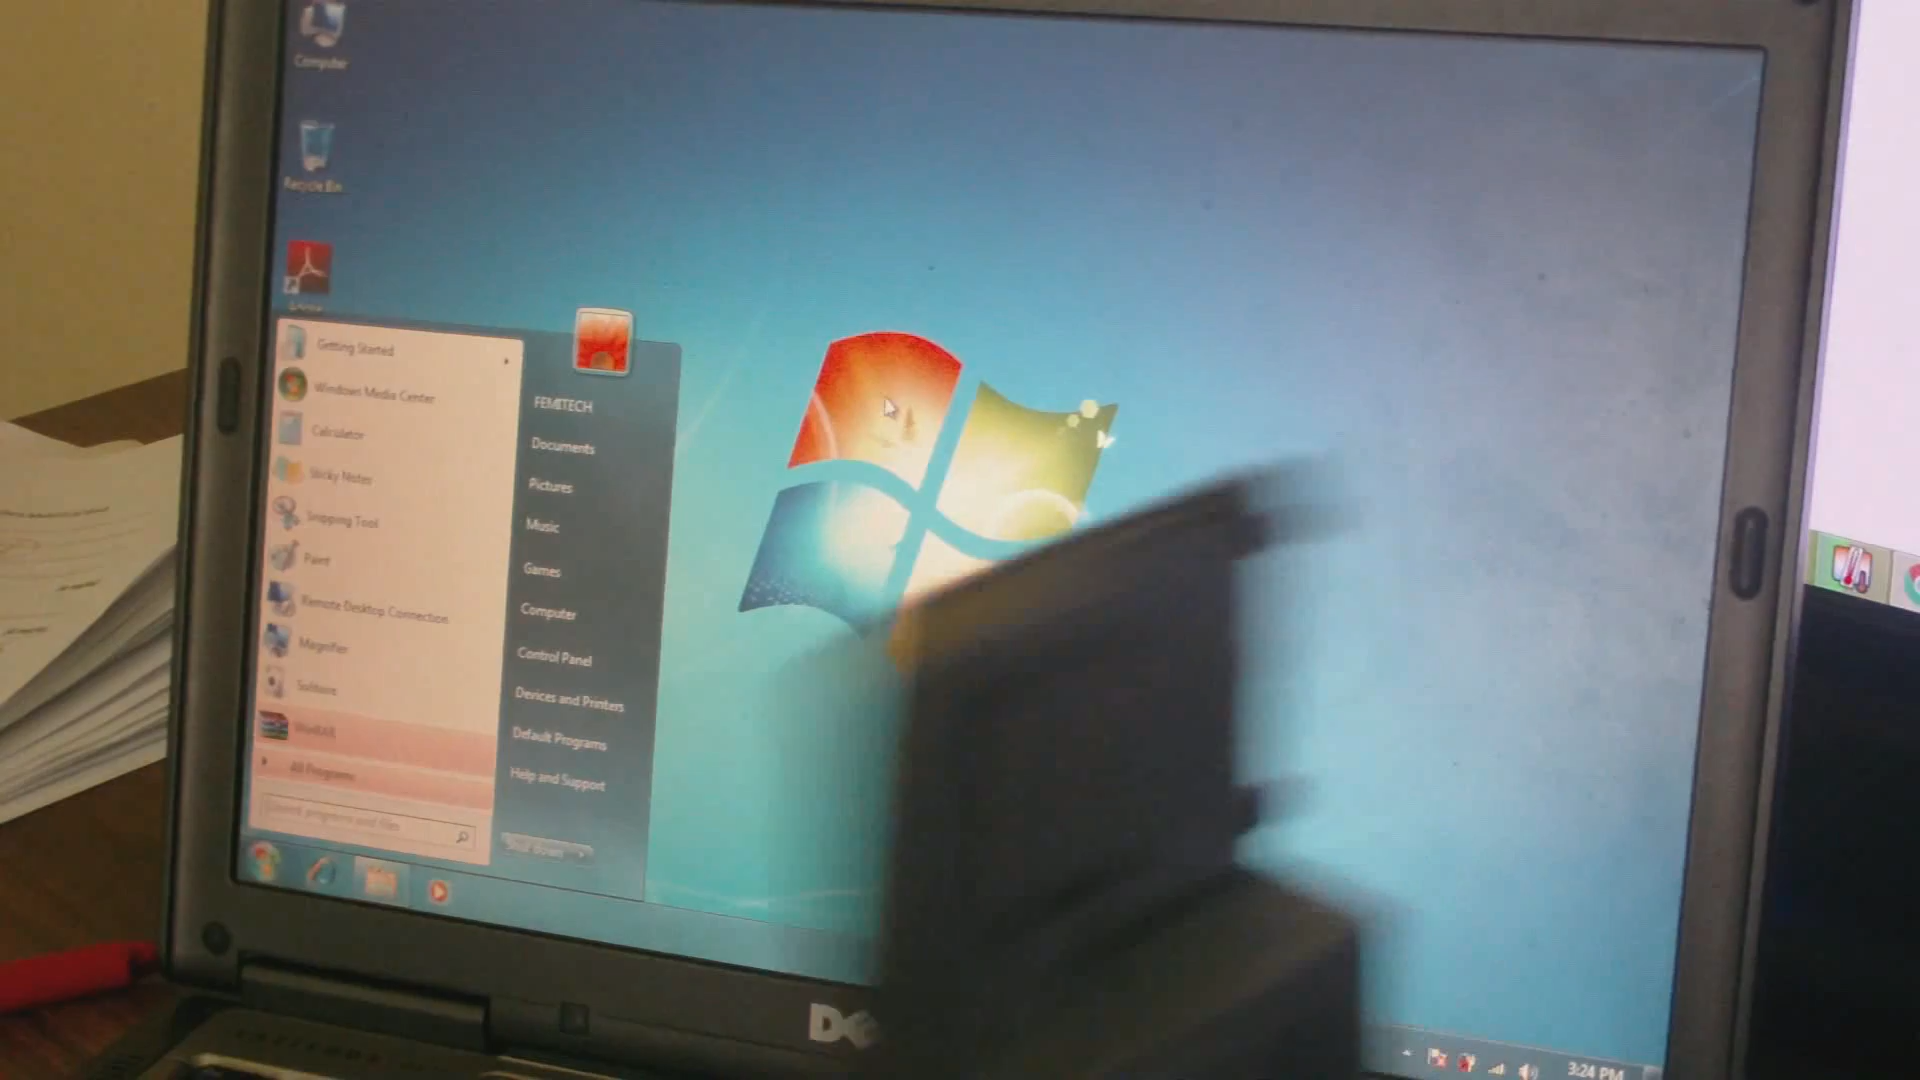 Computer
Recycle Bin
Getting Started
Windows Media Center
Calculator
Sticky Notes
Snipping Tool
Paint
Remote Desktop Connection
Magnifier
Solitaire
WinRAR
All Programs
Search programs and files
FEMITECH
Documents
Pictures
Music
Games
Computer
Control Panel
Devices and Printers
Default Programs
Help and Support
Shut down
3:24 PM